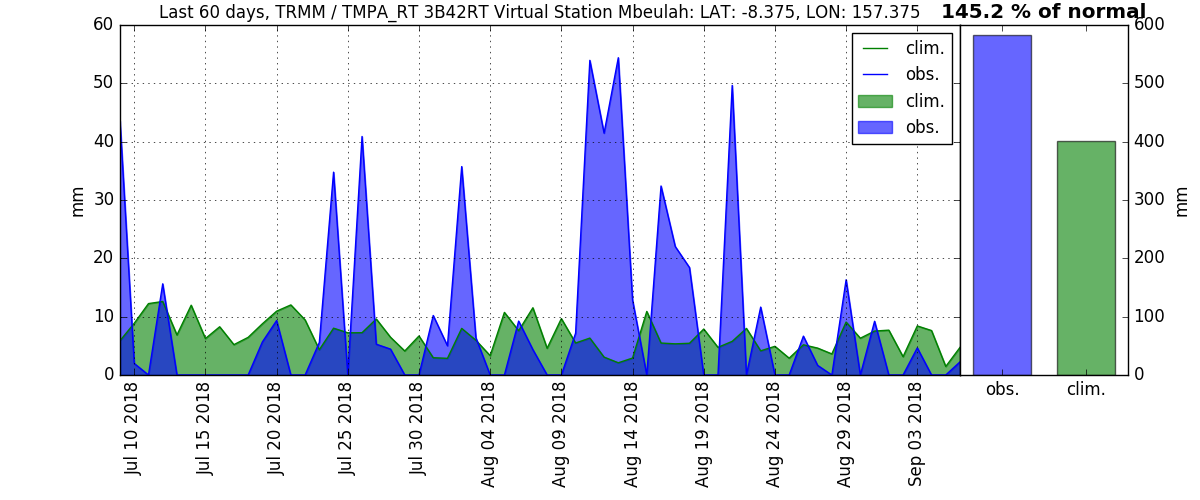 Last 60 days, TRMM / TMPA_RT 3B42RT Virtual Station Mbeulah: LAT: -8.375, LON: 157.375
145.2 % of normal
60
50
40
30
20
10
0
mm
clim.
obs.
clim.
obs.
Jul 10 2018
Jul 15 2018
Jul 20 2018
Jul 25 2018
Jul 30 2018
Aug 04 2018
Aug 09 2018
Aug 14 2018
Aug 19 2018
Aug 24 2018
Aug 29 2018
Sep 03 2018
600
500
400
300
200
100
0
mm
obs.
clim.